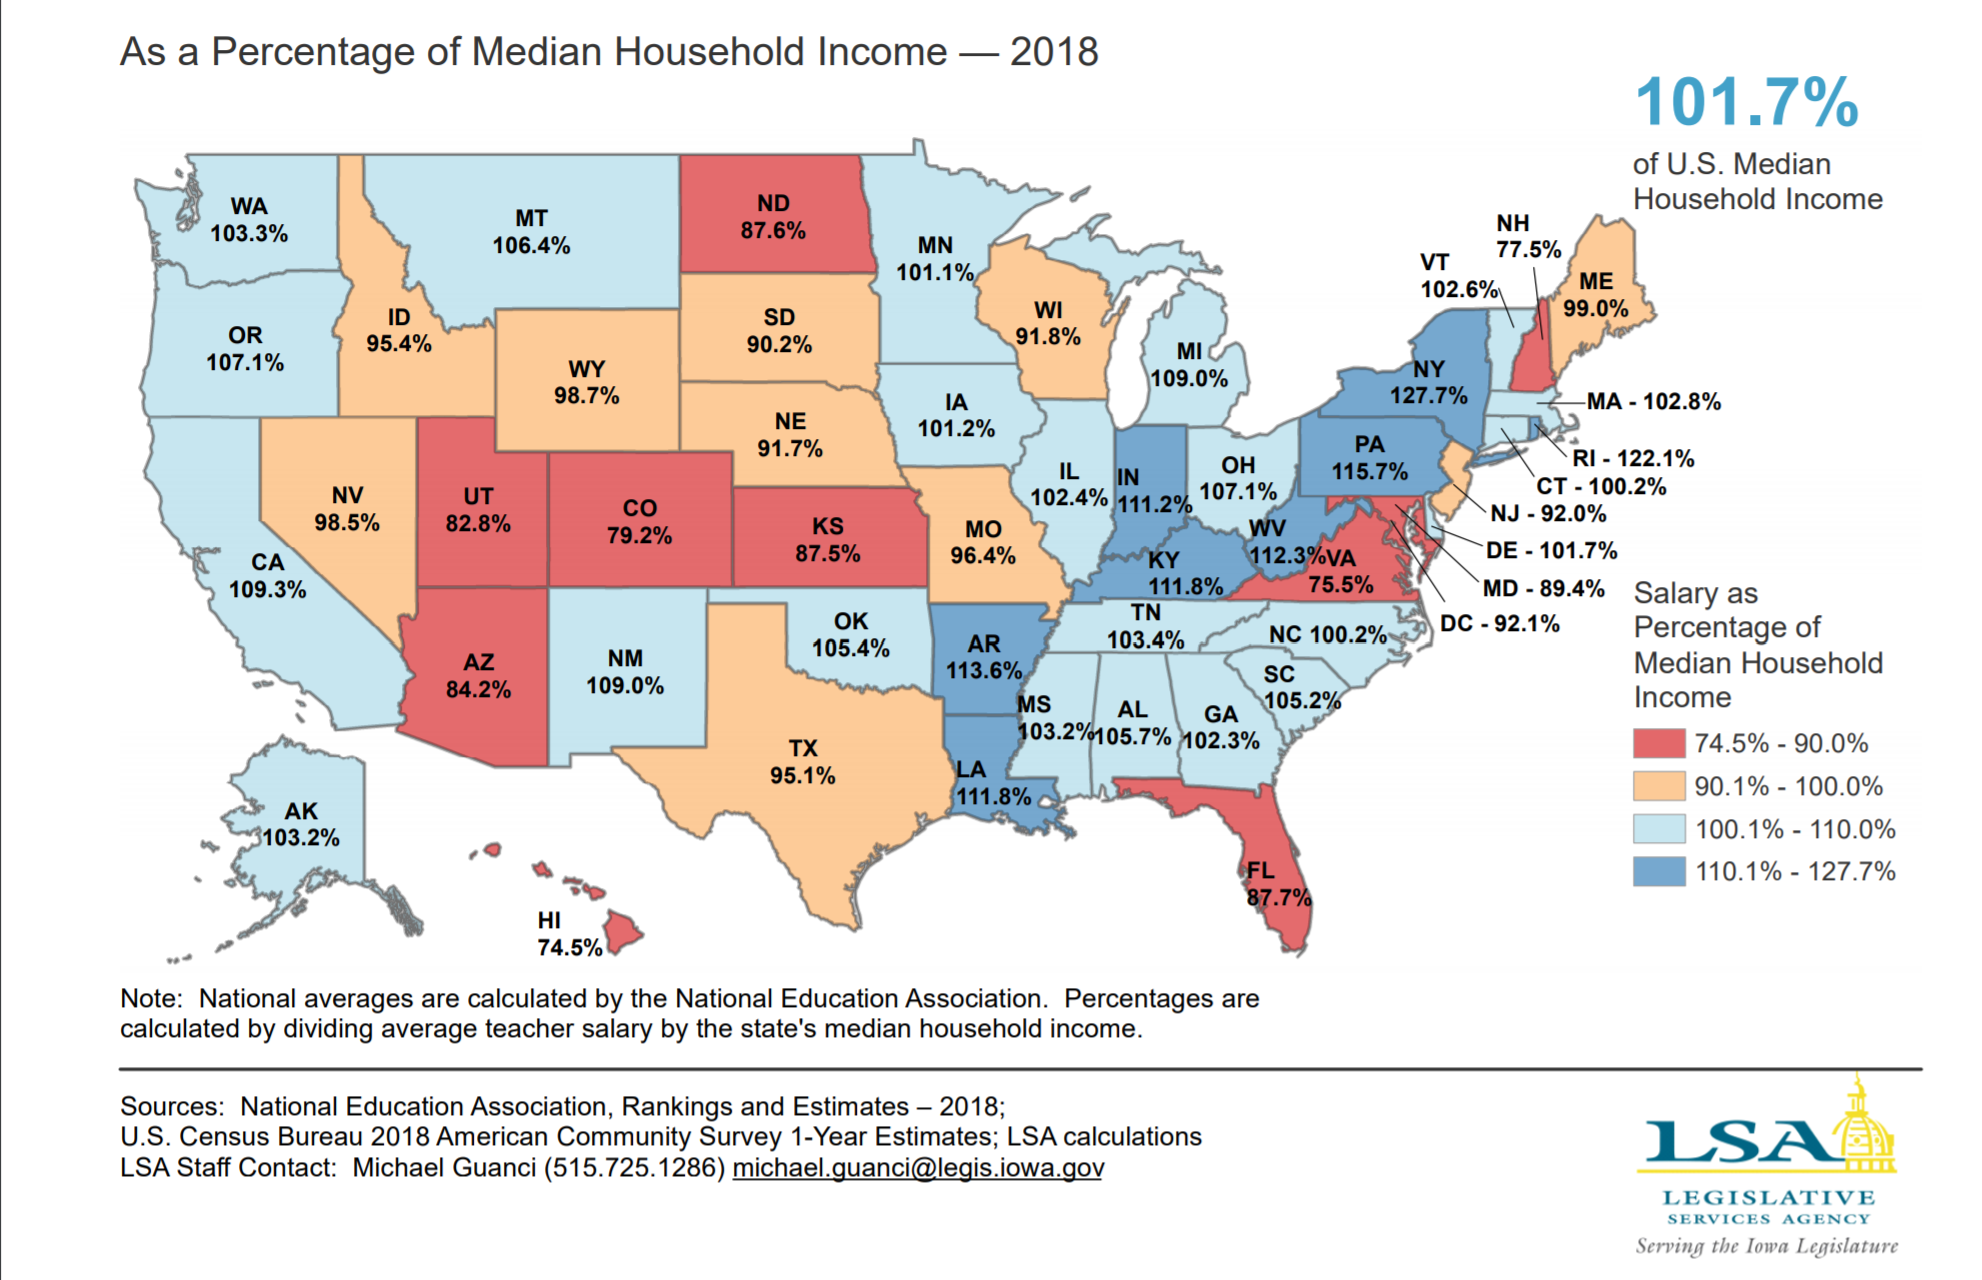 As a Percentage of Median Household Income — 2018
101.7%
of U.S. Median
Household Income
WA
103.3%
MT
106.4%
ND
87.6%
MN
101.1%
NH
77.5%
VT
102.6%
ME
99.0%
OR
107.1%
ID
95.4%
WY
98.7%
SD
90.2%
WI
91.8%
MI
109.0%
NY
127.7%
MA - 102.8%
NE
91.7%
IA
101.2%
PA
115.7%
RI - 122.1%
CT - 100.2%
NJ - 92.0%
DE - 101.7%
MD - 89.4%
DC - 92.1%
NV
98.5%
UT
82.8%
CO
79.2%
KS
87.5%
MO
96.4%
IL
102.4%
IN
111.2%
OH
107.1%
WV
112.3%
VA
75.5%
KY
111.8%
CA
109.3%
AZ
84.2%
NM
109.0%
OK
105.4%
AR
113.6%
TN
103.4%
NC 100.2%
SC
105.2%
MS
103.2%
AL
105.7%
GA
102.3%
TX
95.1%
LA
111.8%
FL
87.7%
AK
103.2%
HI
74.5%
Salary as
Percentage of
Median Household
Income
74.5% - 90.0%
90.1% - 100.0%
100.1% - 110.0%
110.1% - 127.7%
Note:  National averages are calculated by the National Education Association.  Percentages are
calculated by dividing average teacher salary by the state's median household income.
Sources:  National Education Association, Rankings and Estimates – 2018;
U.S. Census Bureau 2018 American Community Survey 1-Year Estimates; LSA calculations
LSA Staff Contact:  Michael Guanci (515.725.1286) michael.guanci@legis.iowa.gov
LSA
LEGISLATIVE
SERVICES AGENCY
Serving the Iowa Legislature